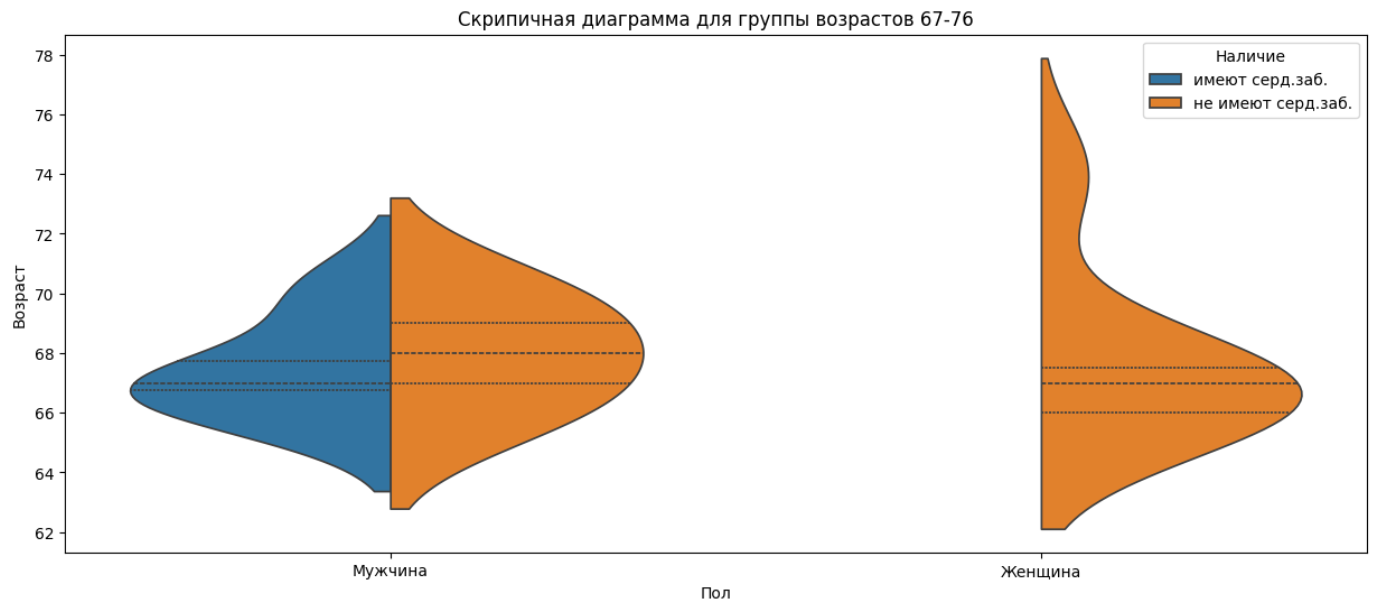 Скрипичная диаграмма для группы возрастов 67-76
Наличие
имеют серд.заб.
не имеют серд.заб.
78
76
74
72
70
68
66
64
62
Возраст
Мужчина
Женщина
Пол